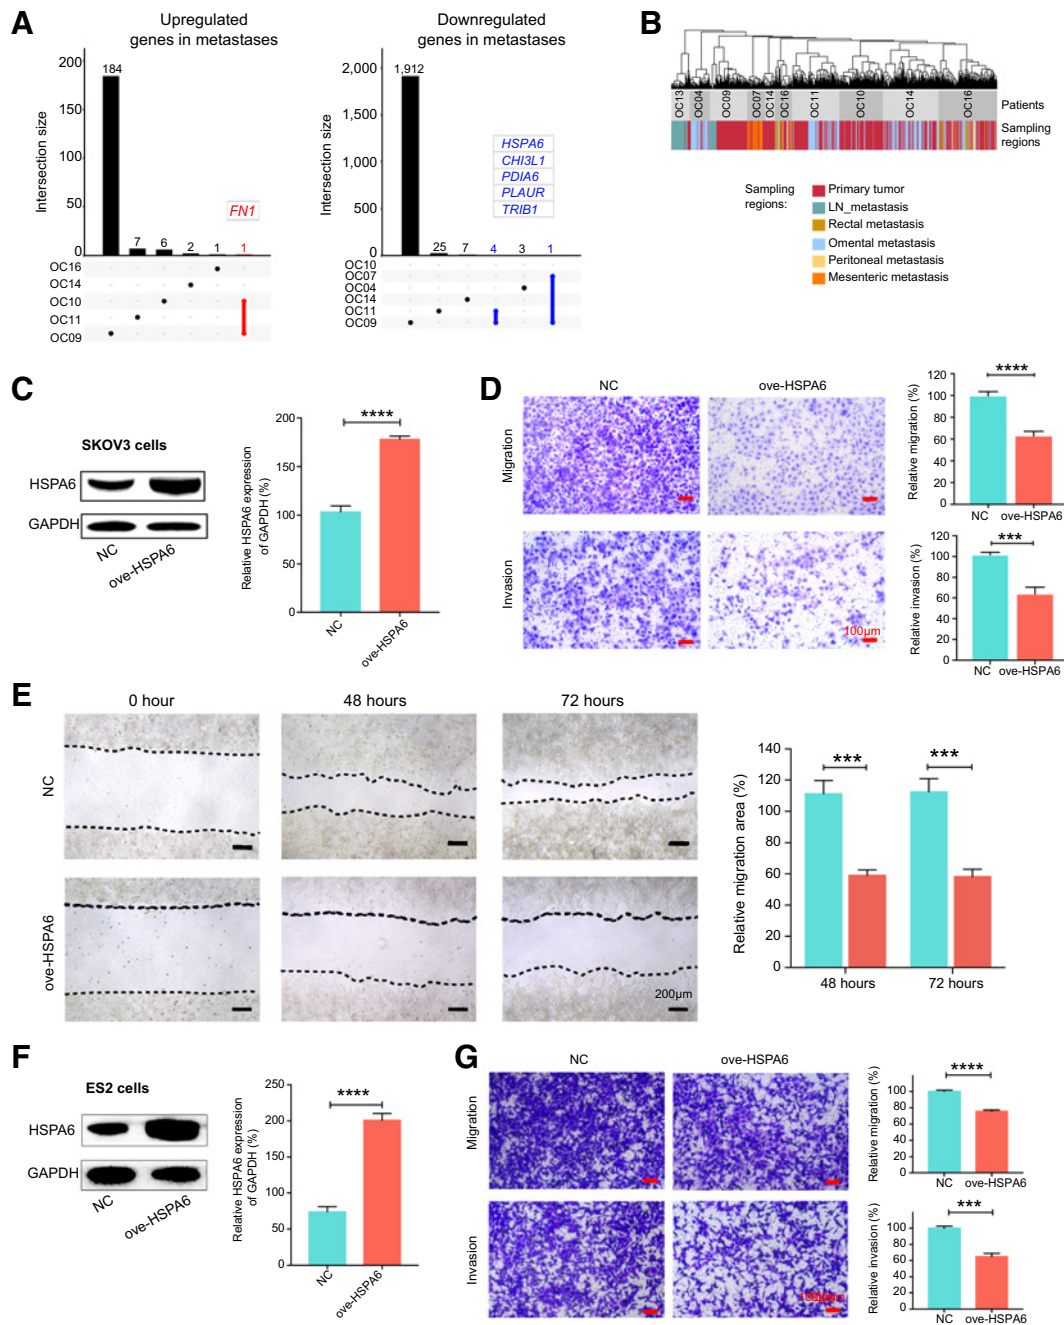 A
Upregulated
genes in metastases
Intersection size
200
150
100
50
0
184
7
6
2
1
1
FN1
OC16
OC14
OC10
OC11
OC09
Downregulated
genes in metastases
Intersection size
2,000
1,500
1,000
500
0
1,912
25
7
4
3
1
HSPA6
CHI3L1
PDIA6
PLAUR
TRIB1
OC10
OC07
OC04
OC14
OC11
OC09
B
OC13
OC04
OC09
OC07
OC14
OC16
OC11
OC10
OC14
OC16
Patients
Sampling
regions
Sampling
regions:
Primary tumor
LN_metastasis
Rectal metastasis
Omental metastasis
Peritoneal metastasis
Mesenteric metastasis
C
SKOV3 cells
HSPA6
GAPDH
NC
ove-HSPA6
Relative HSPA6 expression
of GAPDH (%)
200
150
100
50
0
****
NC
ove-HSPA6
D
NC
ove-HSPA6
Migration
Invasion
100μm
Relative migration (%)
120
100
80
60
40
20
0
****
NC ove-HSPA6
Relative invasion (%)
120
100
80
60
40
20
0
***
NC ove-HSPA6
E
0 hour
48 hours
72 hours
NC
ove-HSPA6
200μm
Relative migration area (%)
140
120
100
80
60
40
20
0
***
***
48 hours
72 hours
F
ES2 cells
HSPA6
GAPDH
NC
ove-HSPA6
Relative HSPA6 expression
of GAPDH (%)
250
200
150
100
50
0
****
NC
ove-HSPA6
G
NC
ove-HSPA6
Migration
Invasion
Relative migration (%)
100
80
60
40
20
0
****
NC ove-HSPA6
Relative invasion (%)
100
80
60
40
20
0
***
NC ove-HSPA6